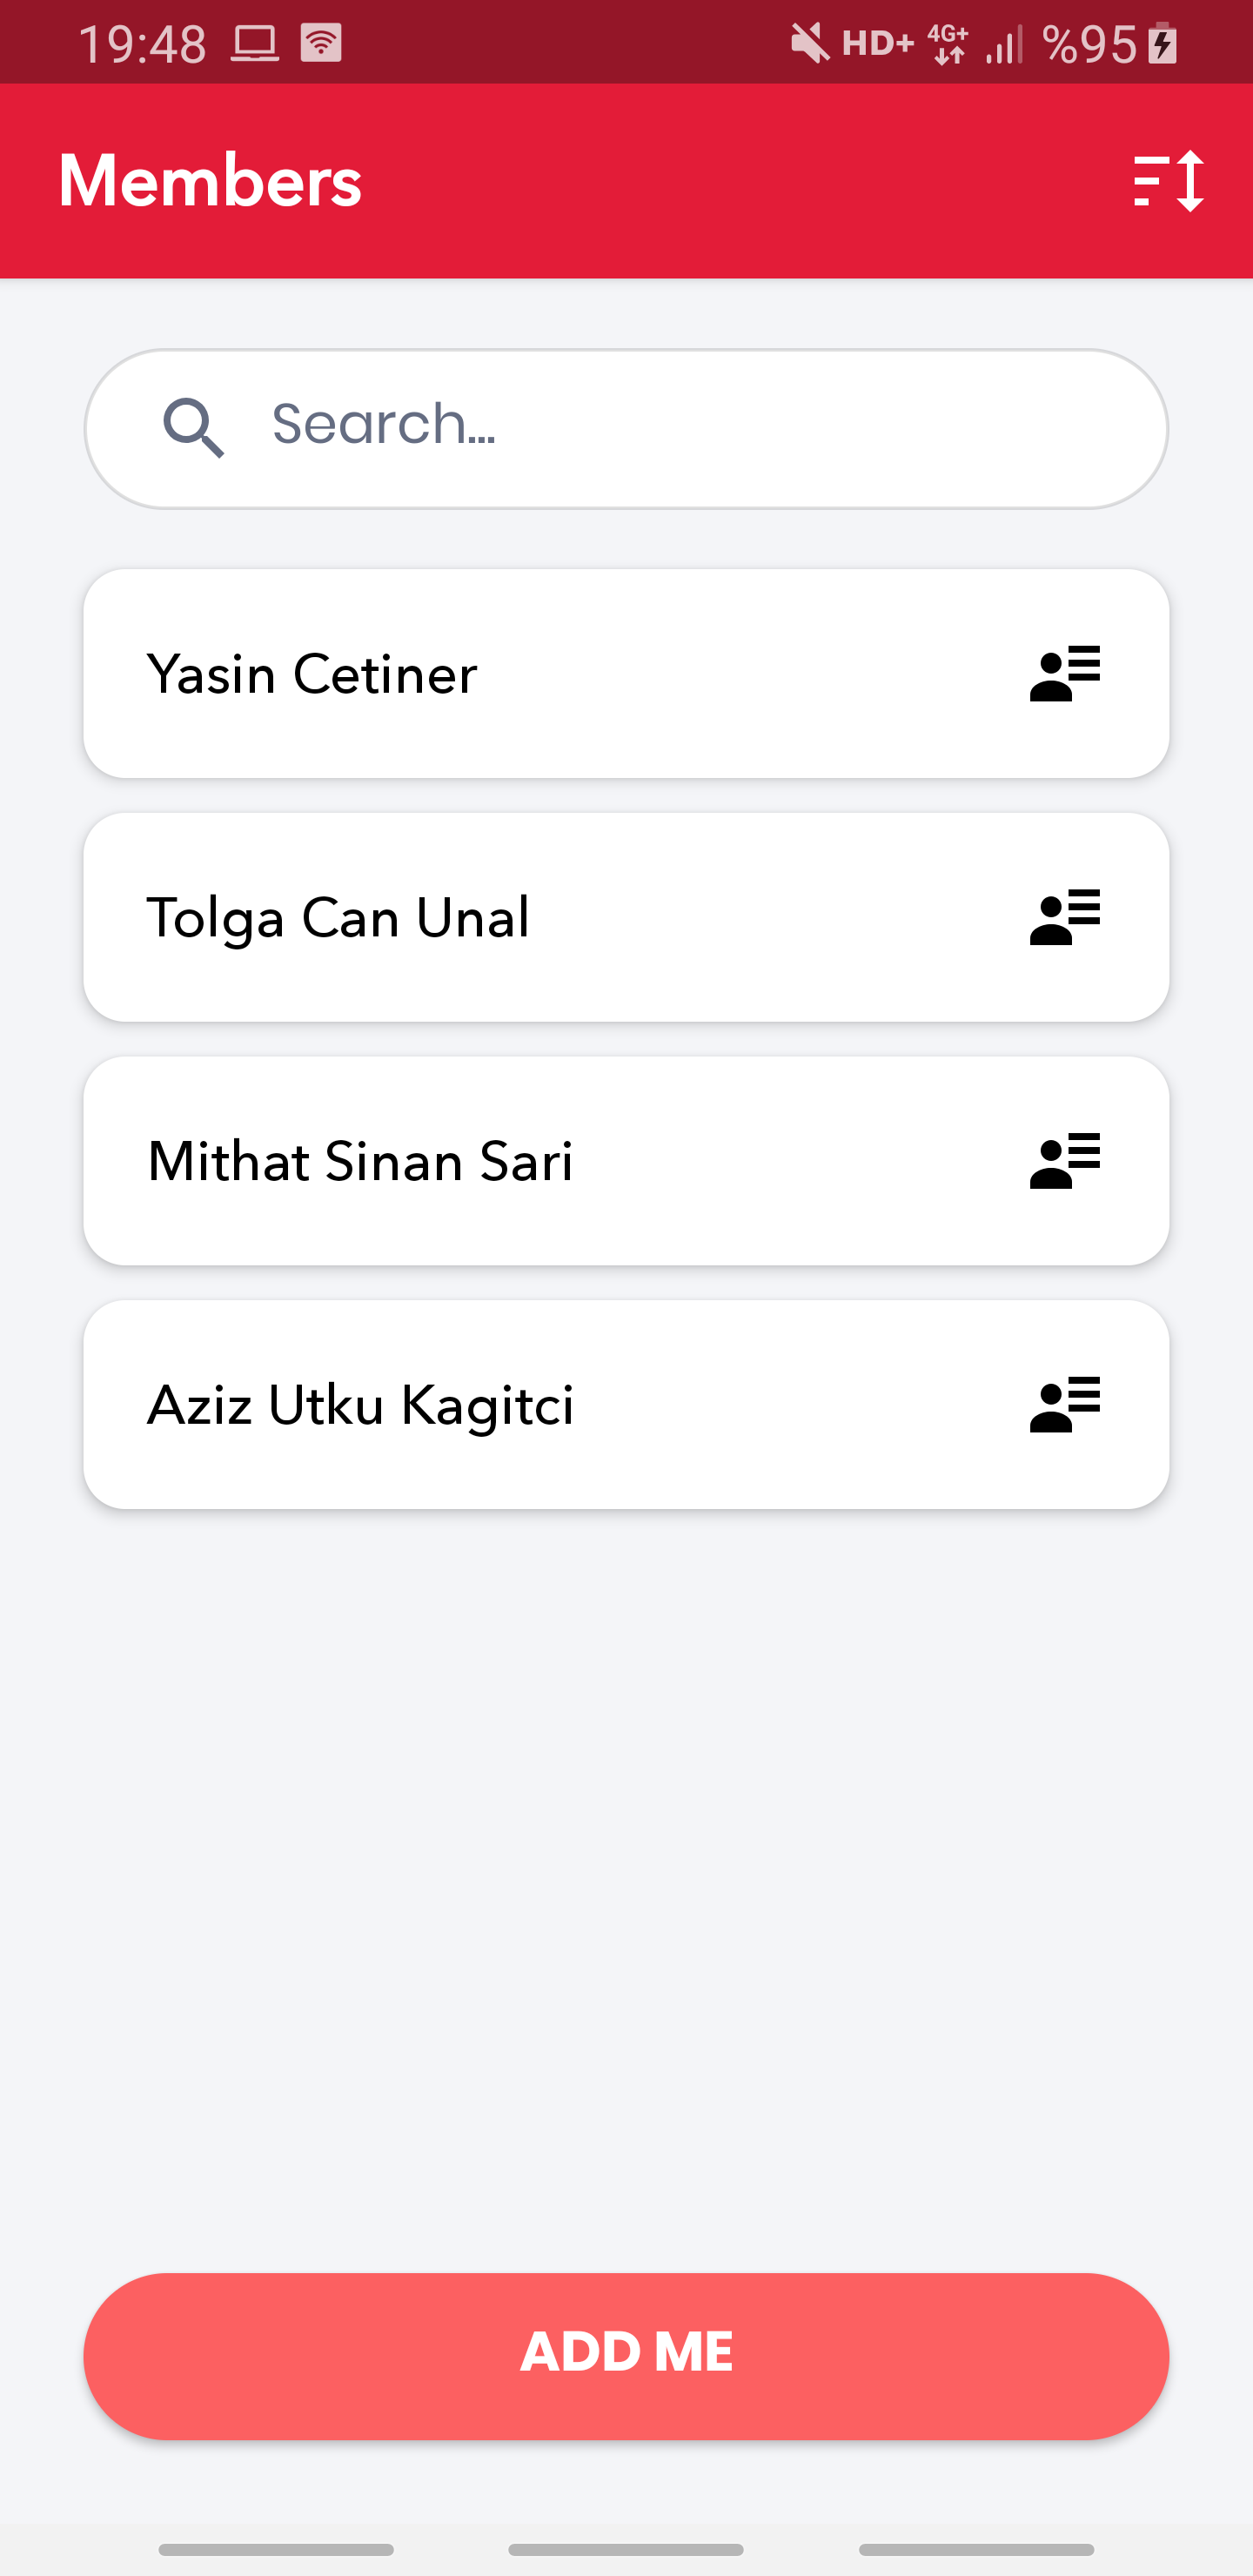 19:48 HD+ 4G+ %95
Members
Search...
Yasin Cetiner
Tolga Can Unal
Mithat Sinan Sari
Aziz Utku Kagitci
ADD ME